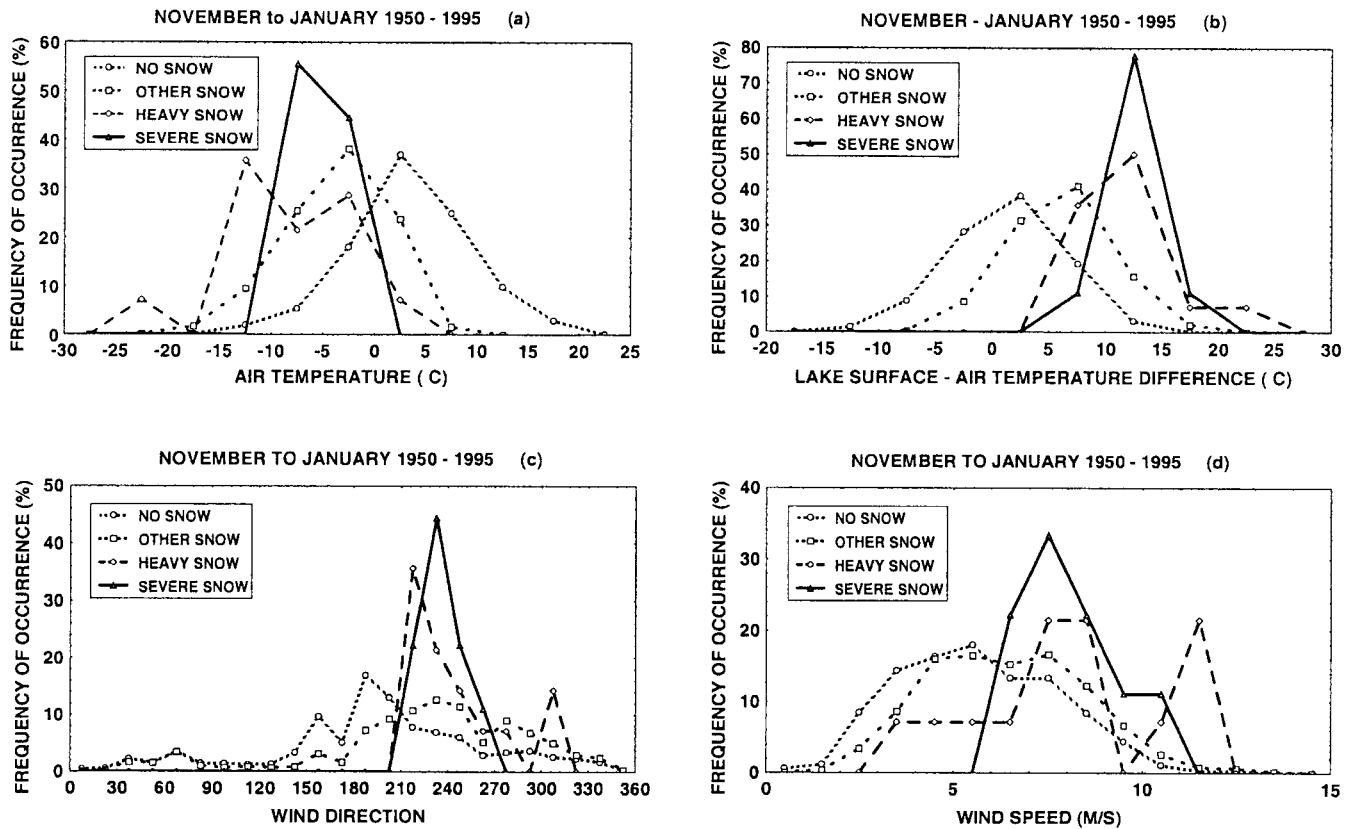 NOVEMBER to JANUARY 1950 - 1995 (a)
FREQUENCY OF OCCURRENCE (%)
60
50
40
30
20
10
0
NO SNOW
OTHER SNOW
HEAVY SNOW
SEVERE SNOW
-30 -25 -20 -15 -10 -5 0 5 10 15 20 25
AIR TEMPERATURE ( C)
NOVEMBER - JANUARY 1950 - 1995 (b)
FREQUENCY OF OCCURRENCE (%)
80
70
60
50
40
30
20
10
0
NO SNOW
OTHER SNOW
HEAVY SNOW
SEVERE SNOW
-20 -15 -10 -5 0 5 10 15 20 25 30
LAKE SURFACE - AIR TEMPERATURE DIFFERENCE ( C)
NOVEMBER TO JANUARY 1950 - 1995 (c)
FREQUENCY OF OCCURRENCE (%)
50
40
30
20
10
0
NO SNOW
OTHER SNOW
HEAVY SNOW
SEVERE SNOW
0 30 60 90 120 150 180 210 240 270 300 330 360
WIND DIRECTION
NOVEMBER TO JANUARY 1950 - 1995 (d)
FREQUENCY OF OCCURRENCE (%)
40
30
20
10
0
NO SNOW
OTHER SNOW
HEAVY SNOW
SEVERE SNOW
0 5 10 15
WIND SPEED (M/S)